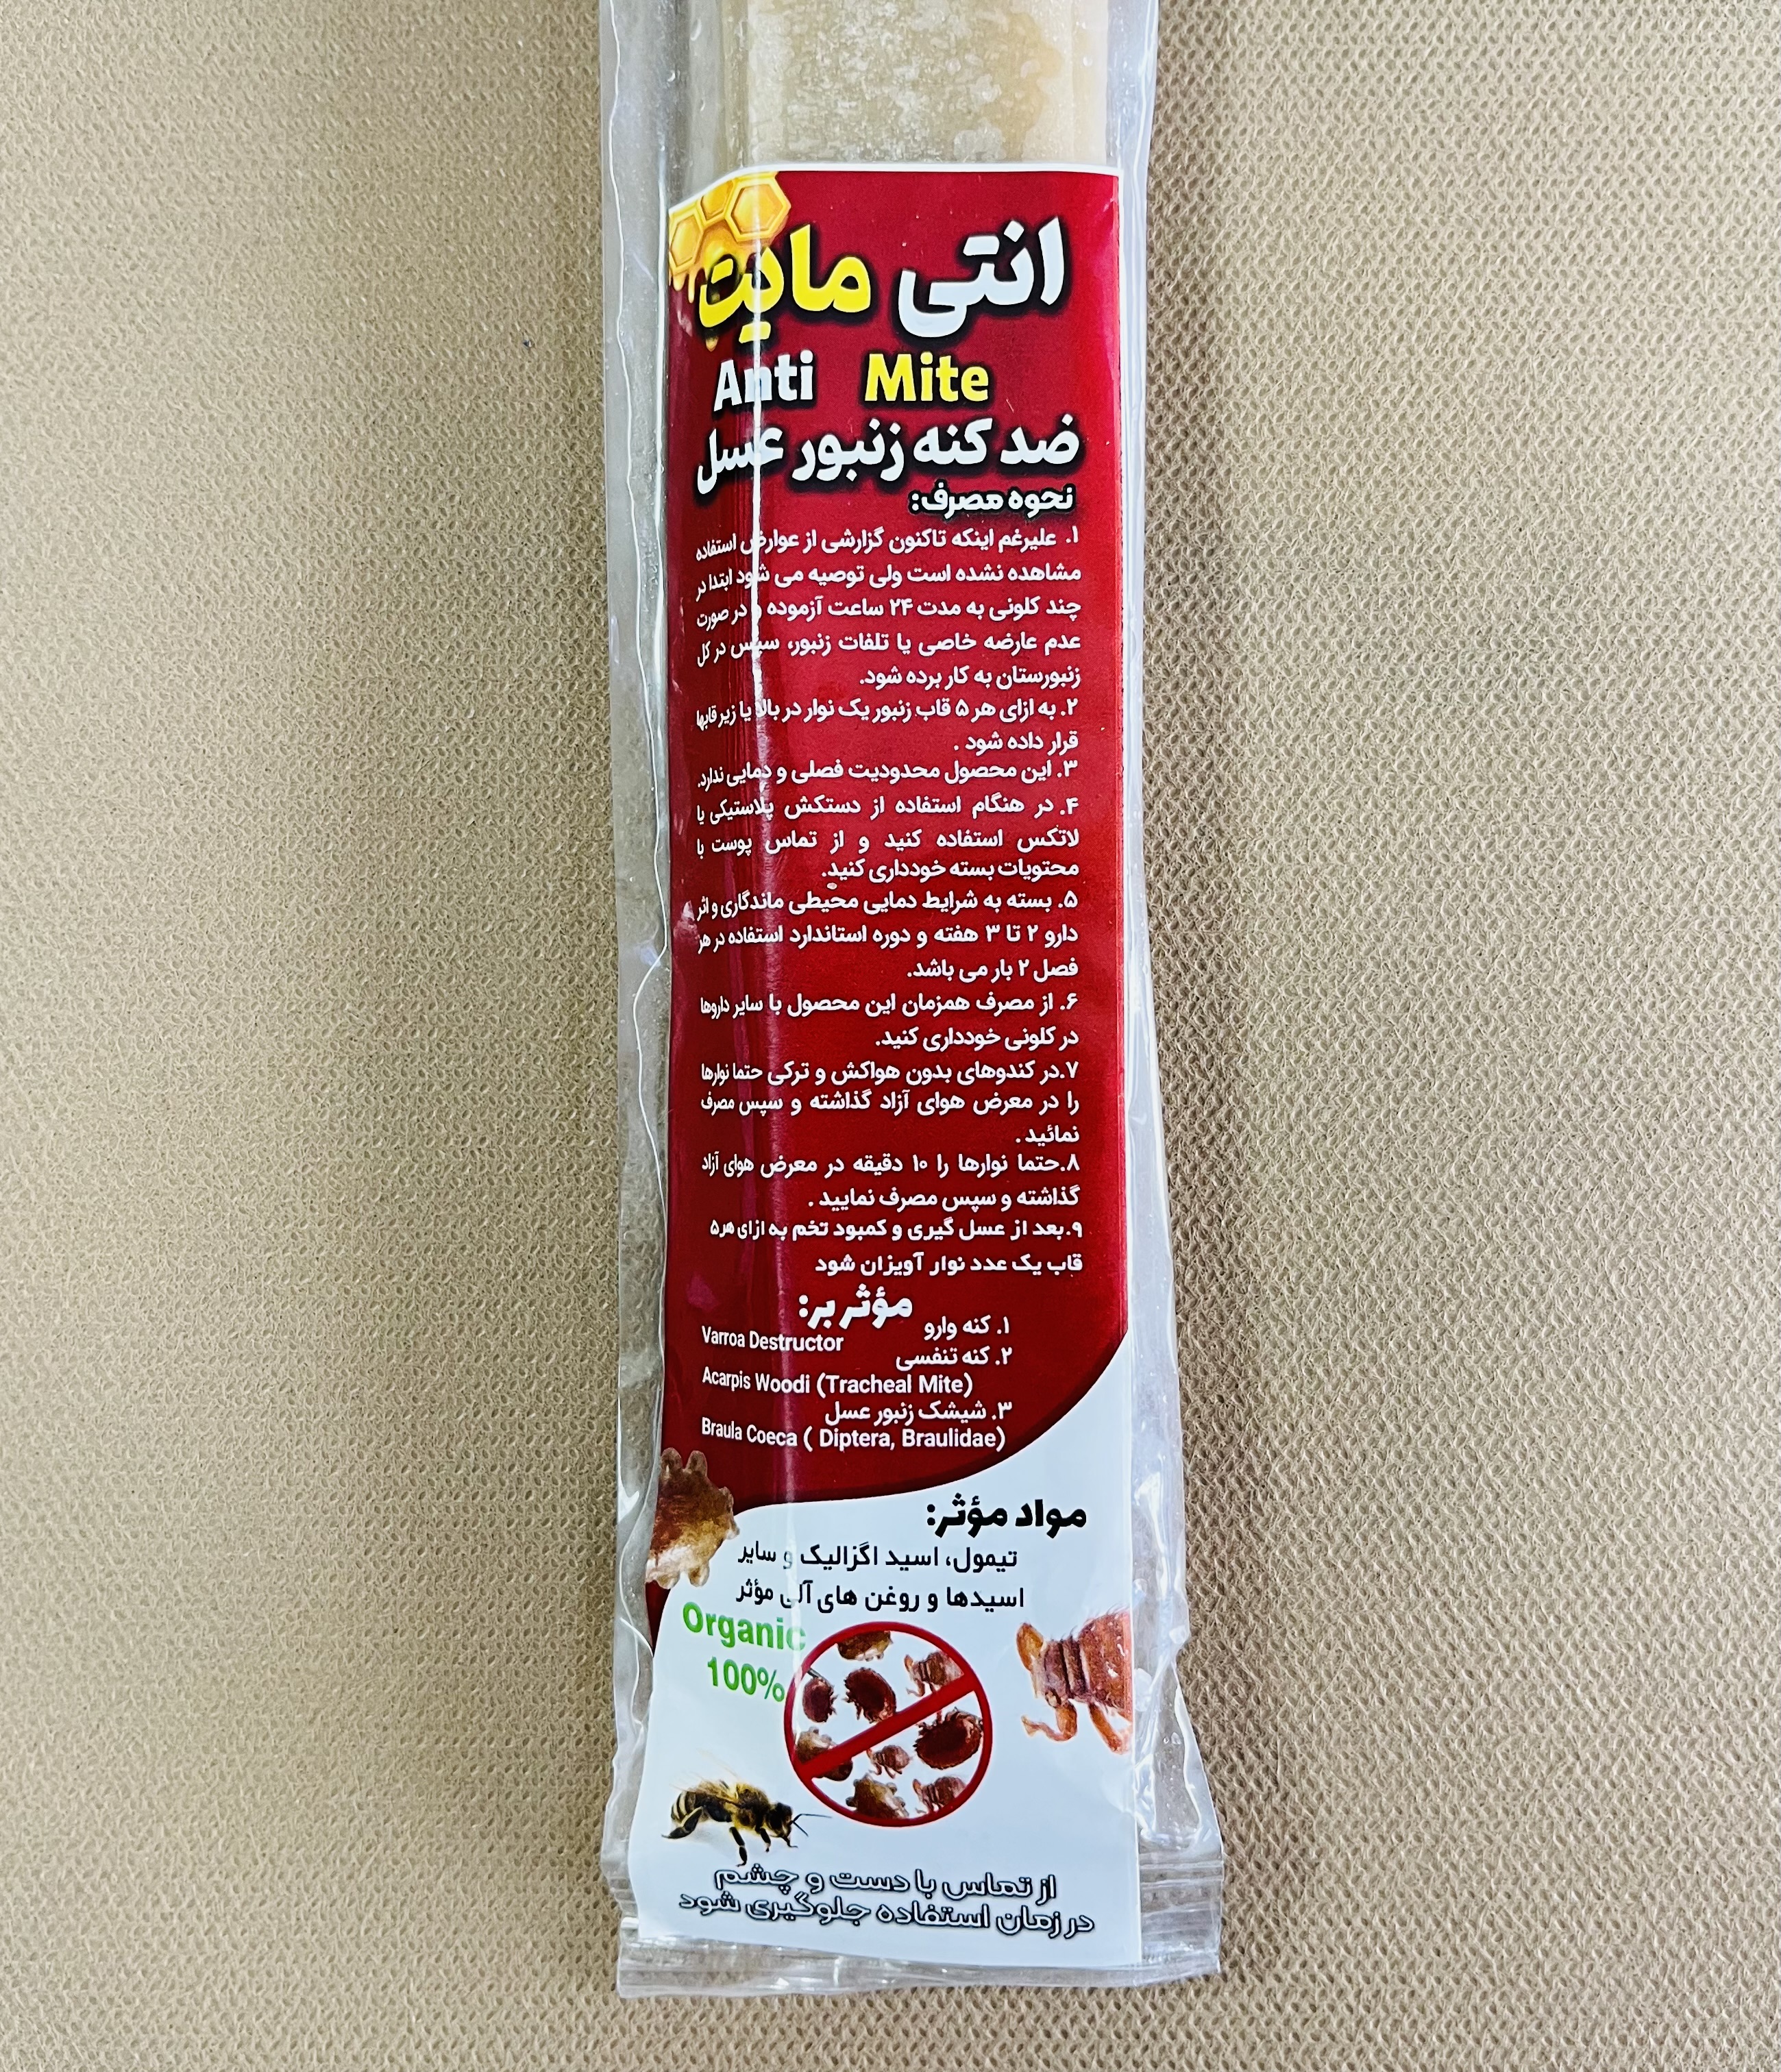 انتی مایت
Anti Mite
ضد کنه زنبور عسل
نحوه مصرف:
۱. علیرغم اینکه تاکنون گزارشی از عوارض استفاده
مشاهده نشده است ولی توصیه می شود ابتدا در
چند کلونی به مدت ۲۴ ساعت آزموده و در صورت
عدم عارضه خاصی یا تلفات زنبور، سپس در کل
زنبورستان به کار برده شود.
۲. به ازای هر ۵ قاب زنبور یک نوار در بالا یا زیر قابها
قرار داده شود .
۳. این محصول محدودیت فصلی و دمایی ندارد.
۴. در هنگام استفاده از دستکش پلاستیکی یا
لاتکس استفاده کنید و از تماس پوست با
محتویات بسته خودداری کنید.
۵. بسته به شرایط دمایی محیطی ماندگاری و اثر
دارو ۲ تا ۳ هفته و دوره استاندارد استفاده در هر
فصل ۲ بار می باشد.
۶. از مصرف همزمان این محصول با سایر داروها
در کلونی خودداری کنید.
۷.در کندوهای بدون هواکش و ترکی حتما نوارها
را در معرض هوای آزاد گذاشته و سپس مصرف
نمائید .
۸.حتما نوارها را ۱۰ دقیقه در معرض هوای آزاد
گذاشته و سپس مصرف نمایید .
۹.بعد از عسل گیری و کمبود تخم به ازای هر۵
قاب یک عدد نوار آویزان شود
مؤثر بر:
۱. کنه وارو
Varroa Destructor
۲. کنه تنفسی
Acarpis Woodi (Tracheal Mite)
۳. شیشک زنبور عسل
Braula Coeca ( Diptera, Braulidae)
مواد مؤثر:
تیمول، اسید اگزالیک و سایر
اسیدها و روغن های آلی مؤثر
Organic
100%
از تماس با دست و چشم
در زمان استفاده جلوگیری شود